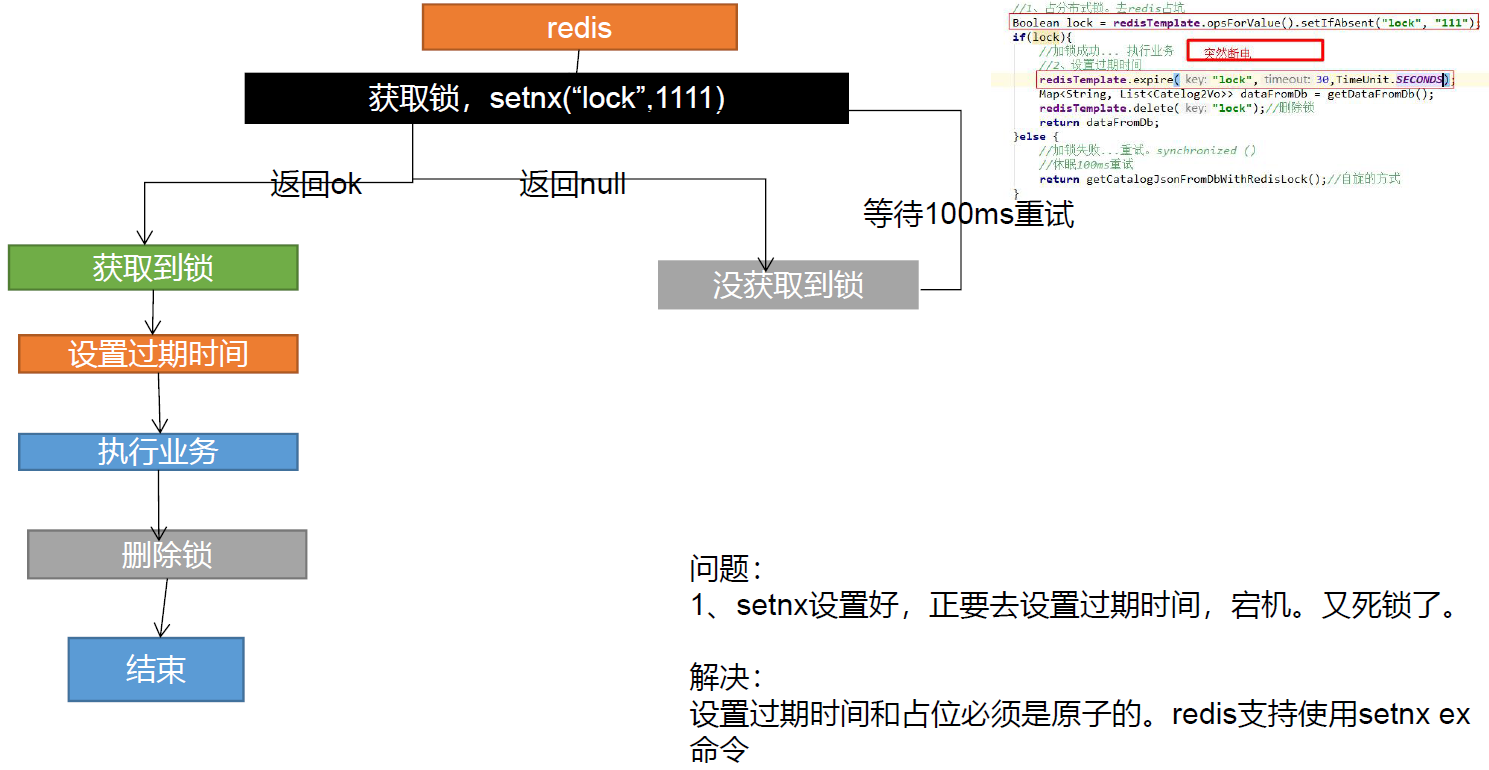 redis
获取锁，setnx(“lock”,1111)
返回ok
返回null
等待100ms重试
获取到锁
没获取到锁
设置过期时间
执行业务
删除锁
结束
//1、占分布式锁。去redis占坑
Boolean lock = redisTemplate.opsForValue().setIfAbsent("lock", "111");
if(lock){
//加锁成功... 执行业务
突然断电
//2、设置过期时间
redisTemplate.expire( key: "lock", timeout: 30,TimeUnit.SECONDS);
Map<String, List<Catelog2Vo>> dataFromDb = getDataFromDb();
redisTemplate.delete( key: "lock");//删除锁
return dataFromDb;
}else {
//加锁失败...重试。synchronized ()
//休眠100ms重试
return getCatalogJsonFromDbWithRedisLock();//自旋的方式
}
问题：
1、setnx设置好，正要去设置过期时间，宕机。又死锁了。
解决：
设置过期时间和占位必须是原子的。redis支持使用setnx ex
命令